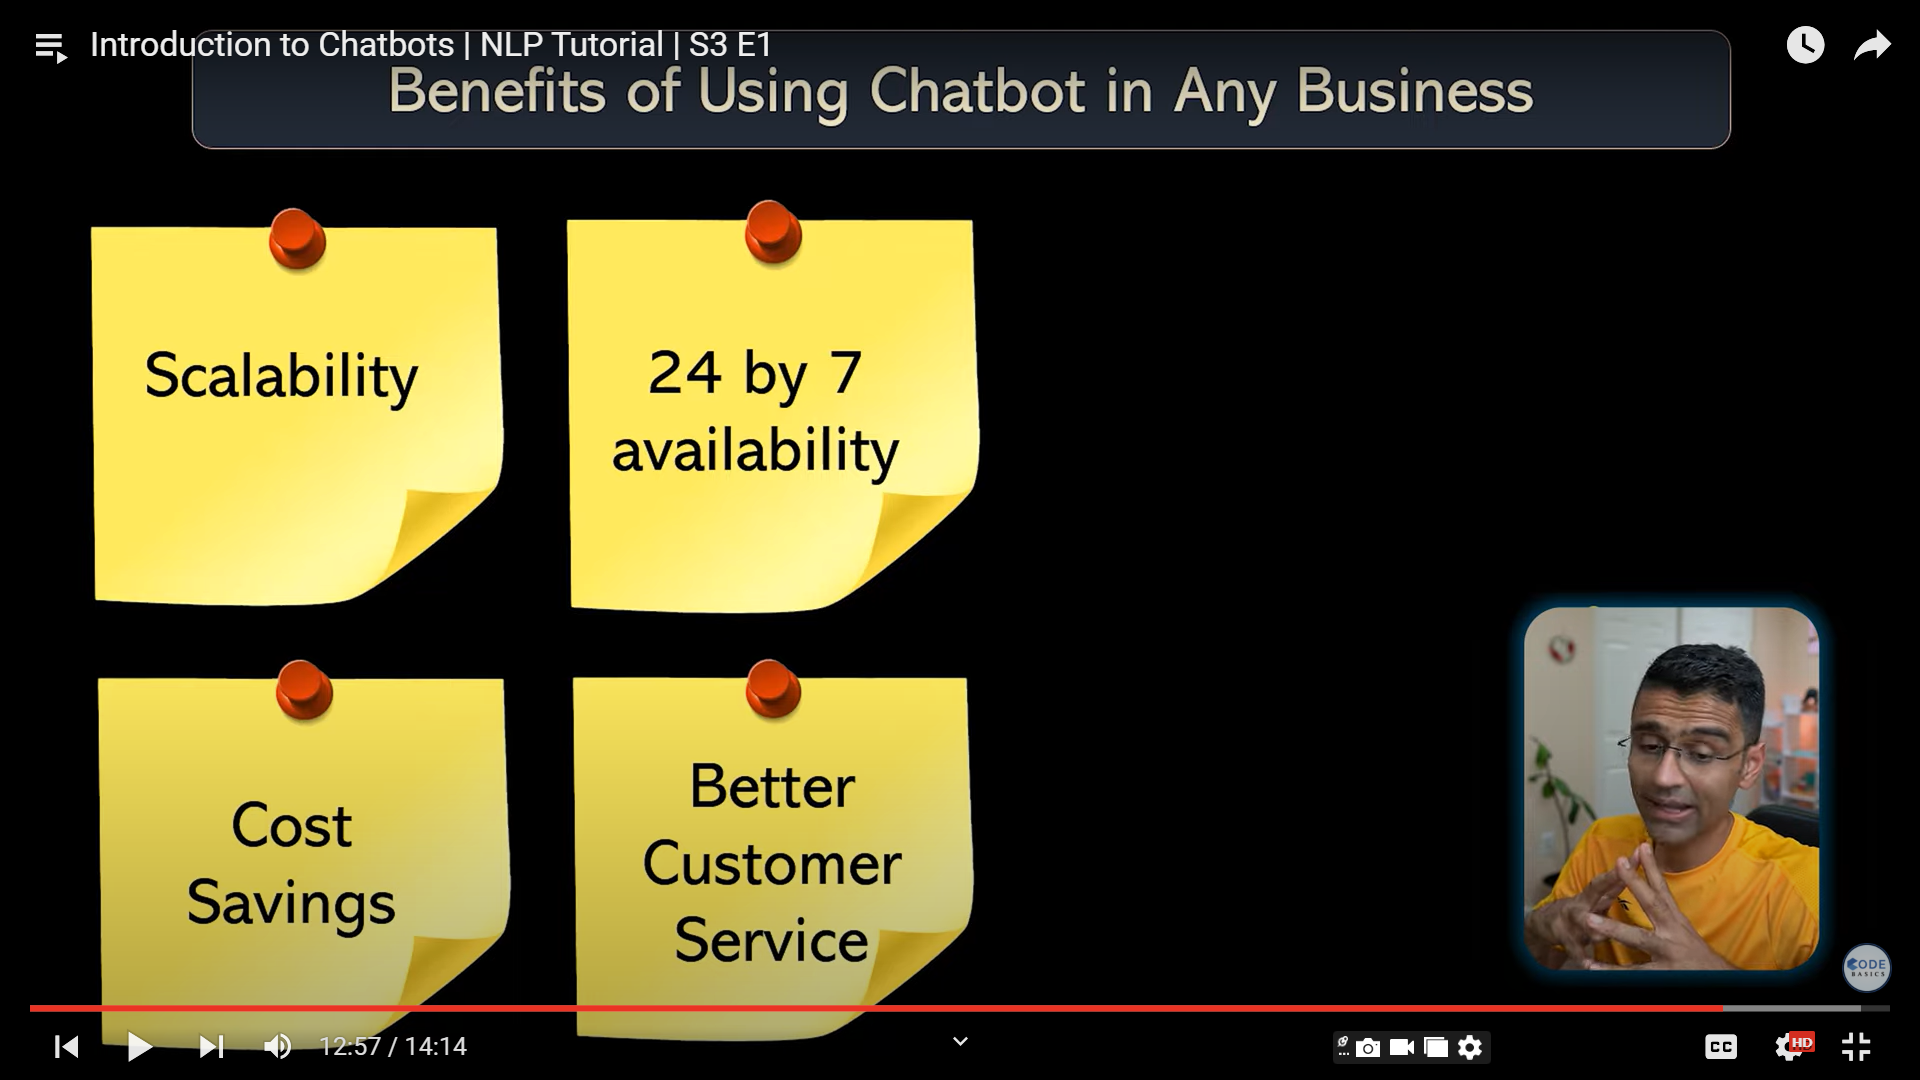 Introduction to Chatbots | NLP Tutorial | S3 E1
Benefits of Using Chatbot in Any Business
Scalability
24 by 7
availability
Cost
Savings
Better
Customer
Service
CODE
BASICS
12:57 / 14:14
CC
HD